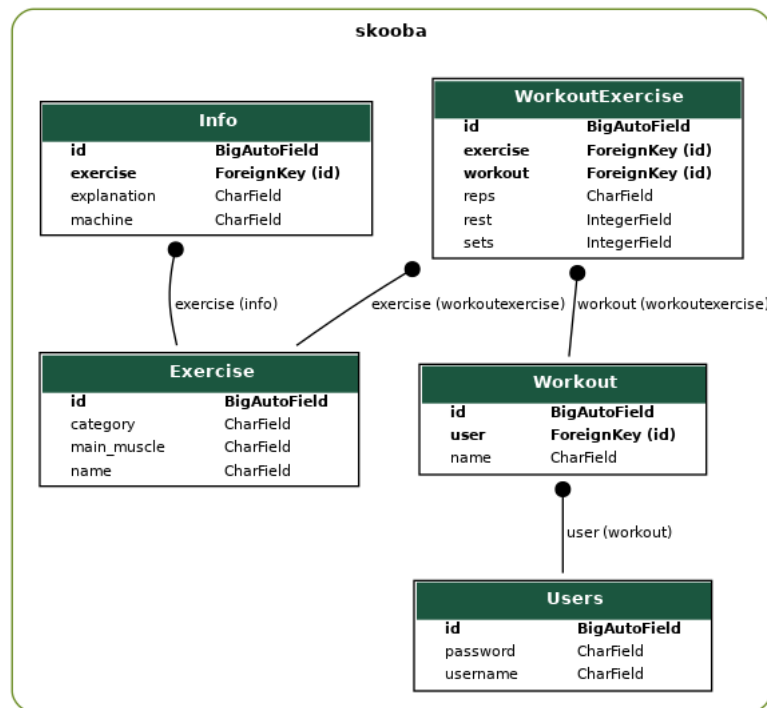 skooba
Info
id BigAutoField
exercise ForeignKey (id)
explanation CharField
machine CharField
WorkoutExercise
id BigAutoField
exercise ForeignKey (id)
workout ForeignKey (id)
reps CharField
rest IntegerField
sets IntegerField
exercise (info)
exercise (workoutexercise)
workout (workoutexercise)
Exercise
id BigAutoField
category CharField
main_muscle CharField
name CharField
Workout
id BigAutoField
user ForeignKey (id)
name CharField
user (workout)
Users
id BigAutoField
password CharField
username CharField